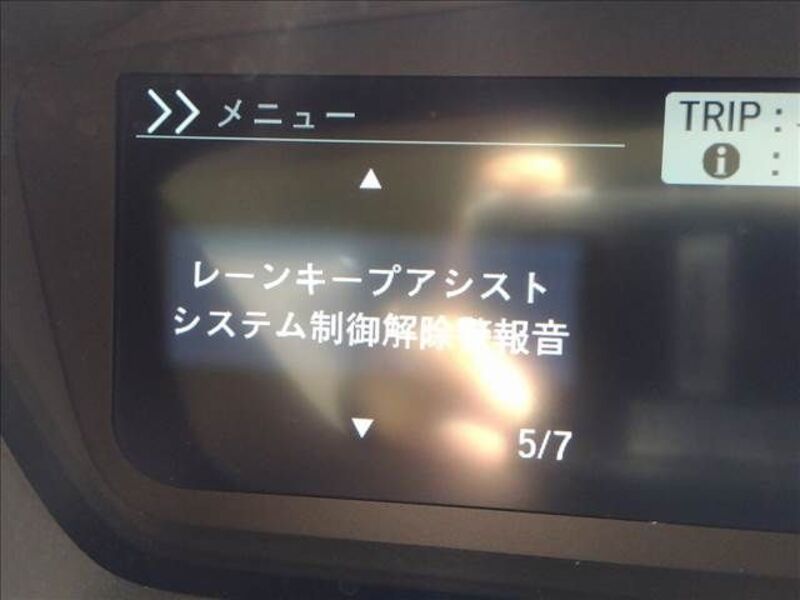 メニュー
TRIP :
i :
レーンキープアシスト
システム制御解除警報音
5/7